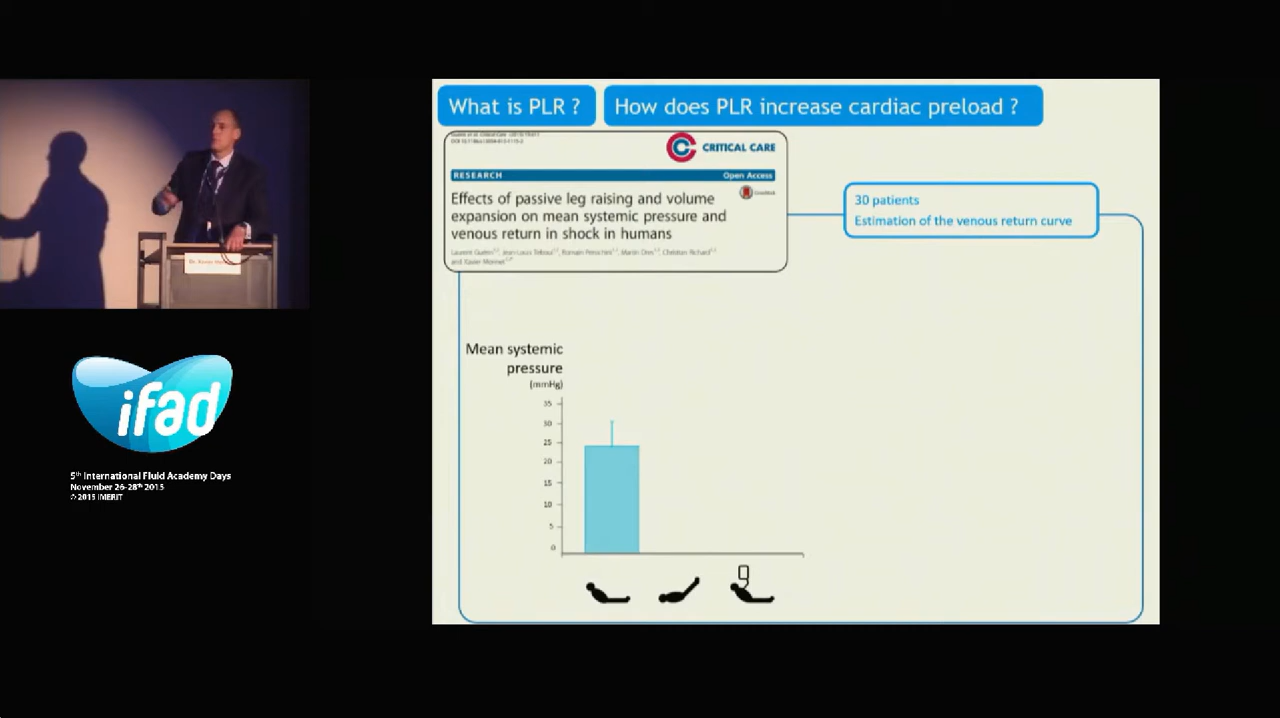 What is PLR ?
How does PLR increase cardiac preload ?
CRITICAL CARE
RESEARCH
Open Access
Effects of passive leg raising and volume
expansion on mean systemic pressure and
venous return in shock in humans
30 patients
Estimation of the venous return curve
Mean systemic
pressure
(mmHg)
35
30
25
20
15
10
5
0
ifad
5th International Fluid Academy Days
November 26-28th 2015
© 2015 IMERIT